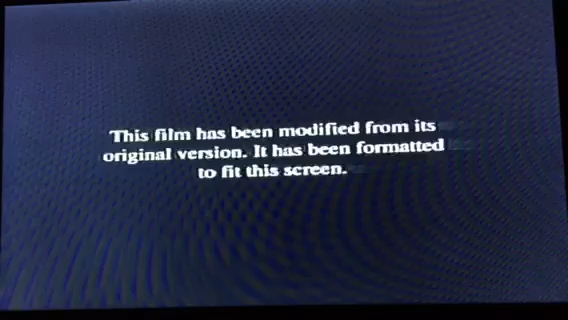 This film has been modified from its
original version. It has been formatted
to fit this screen.